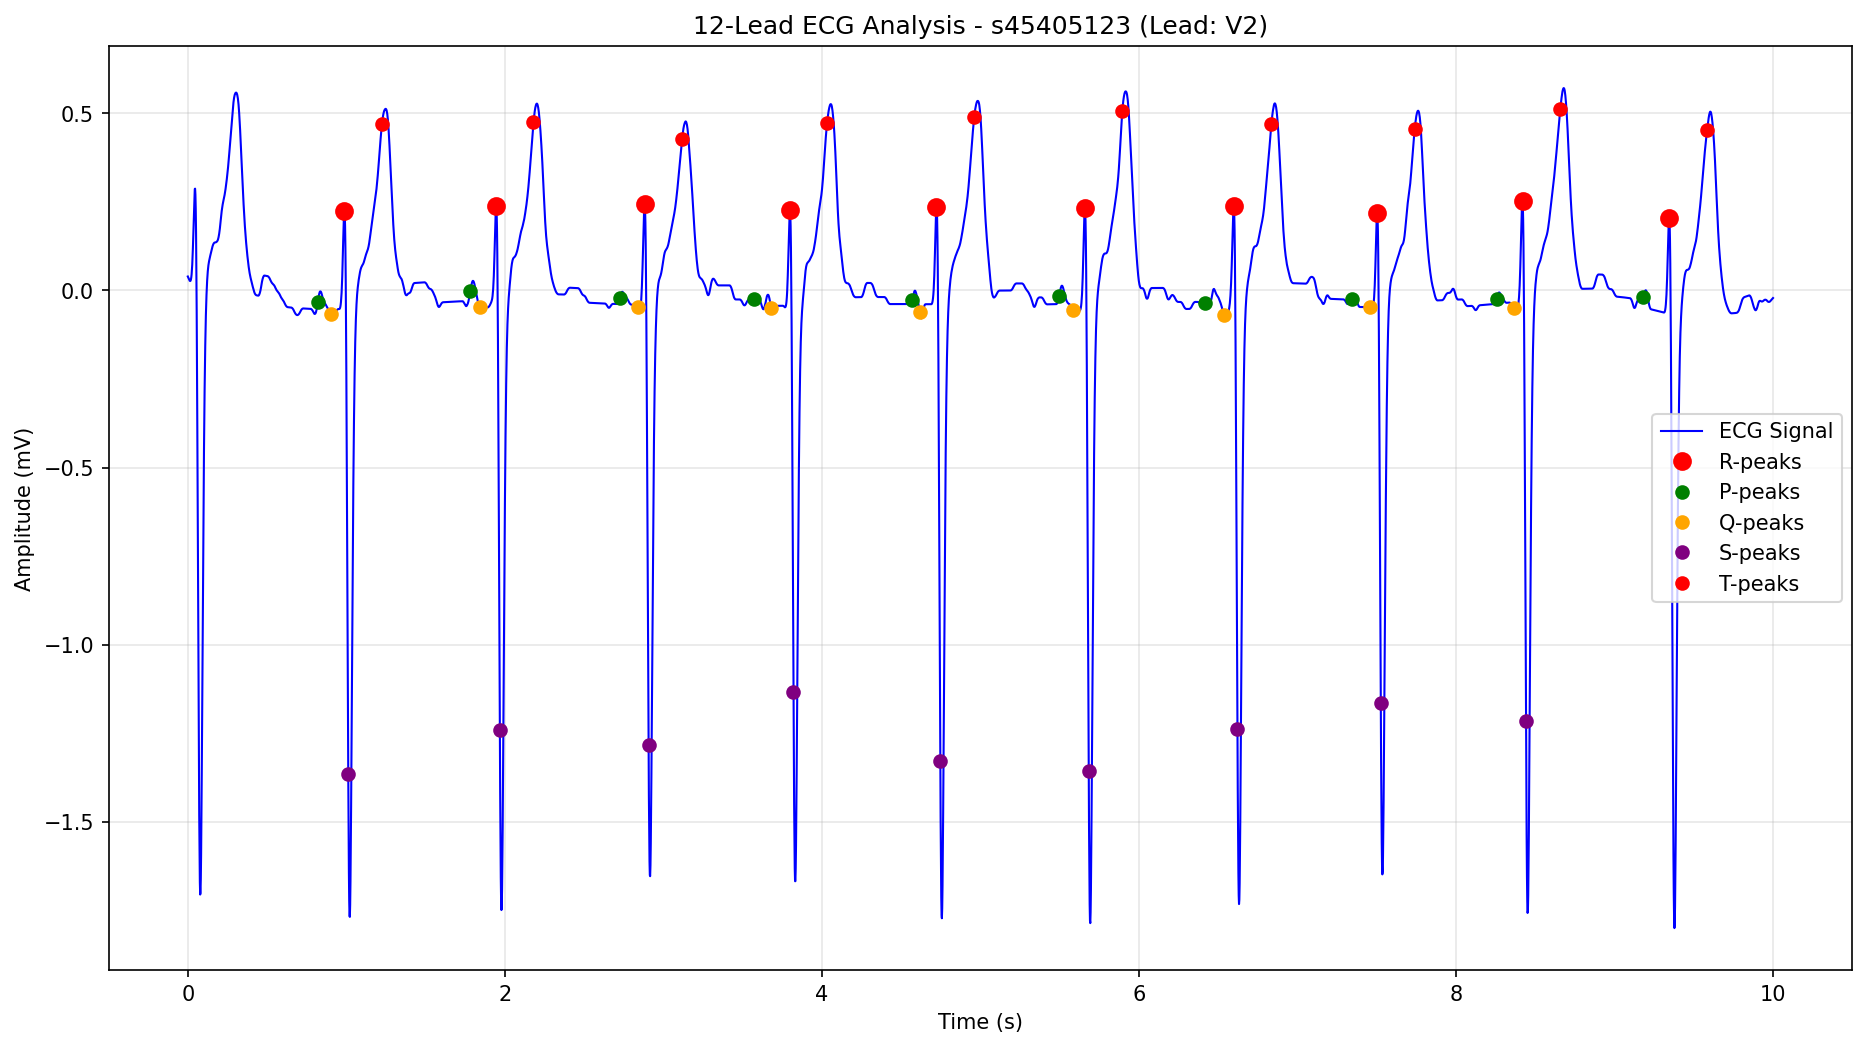 12-Lead ECG Analysis - s45405123 (Lead: V2)
Amplitude (mV)
0.5
0.0
−0.5
−1.0
−1.5
ECG Signal
R-peaks
P-peaks
Q-peaks
S-peaks
T-peaks
0 2 4 6 8 10
Time (s)